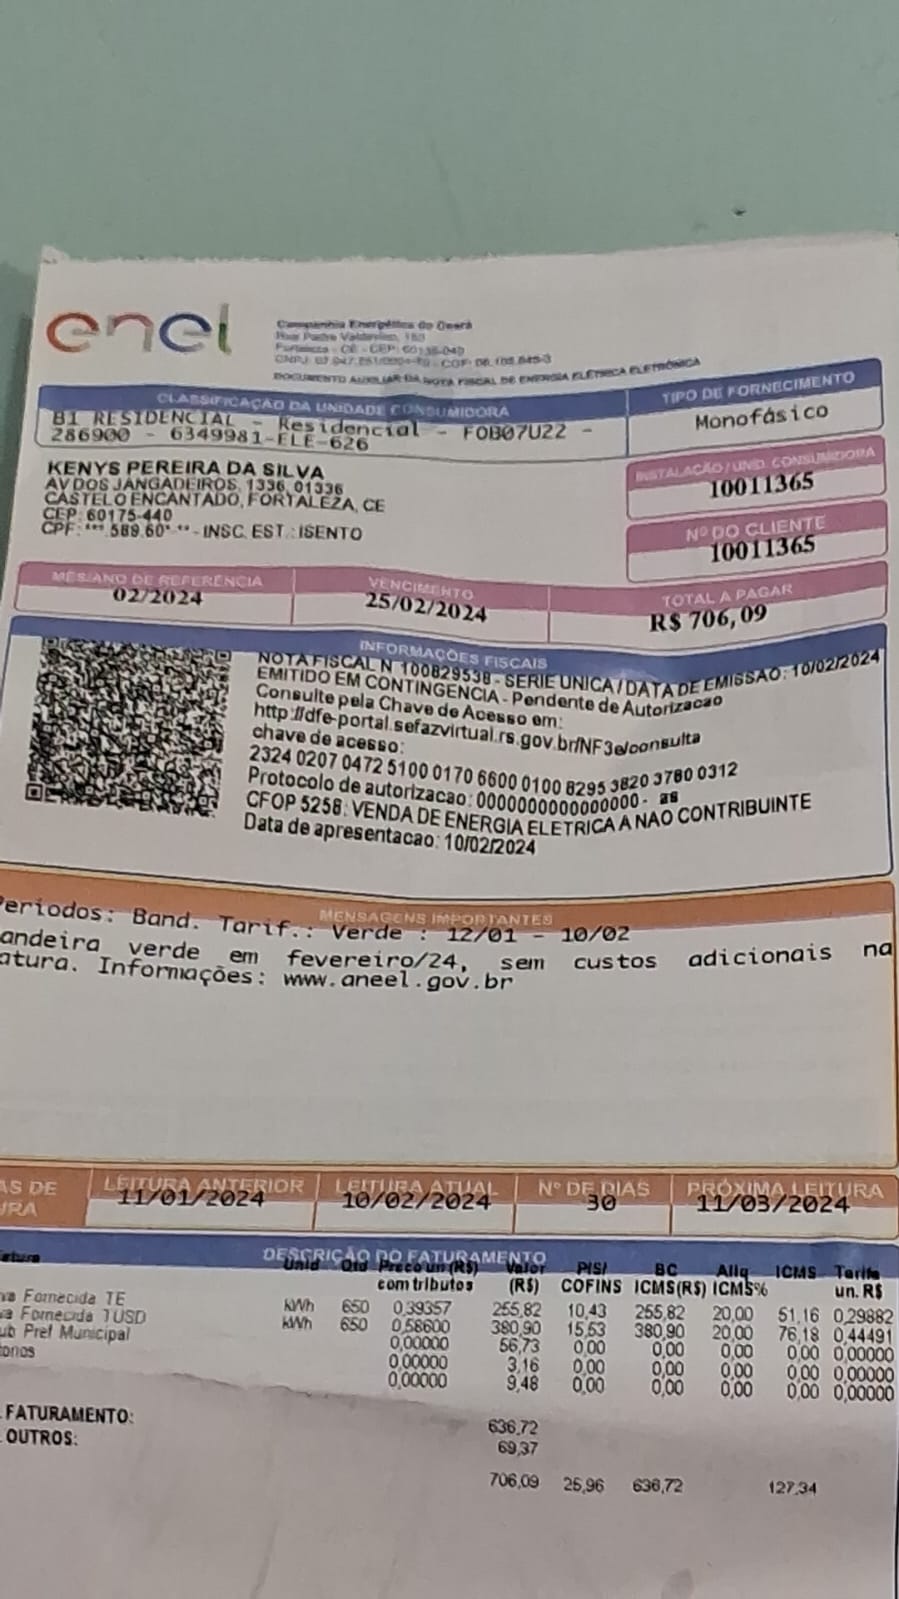 enel
Companhia Energética do Ceará
Rua Padre Valdevino, 150
Fortaleza - CE - CEP: 60135-040
DOCUMENTO AUXILIAR DA NOTA FISCAL DE ENERGIA ELÉTRICA ELETRÔNICA
CLASSIFICAÇÃO DA UNIDADE CONSUMIDORA
B1 RESIDENCIAL - Residencial - FOB07U22 -
286900 - 6349981-ELE-626
TIPO DE FORNECIMENTO
Monofásico
KENYS PEREIRA DA SILVA
AV DOS JANGADEIROS, 1336, 01336
CASTELO ENCANTADO, FORTALEZA, CE
CEP: 60175-440
CPF: ***.589.60*-** - INSC. EST.: ISENTO
INSTALAÇÃO / UNID. CONSUMIDORA
10011365
Nº DO CLIENTE
10011365
MÊS/ANO DE REFERÊNCIA
02/2024
VENCIMENTO
25/02/2024
TOTAL A PAGAR
R$ 706,09
INFORMAÇÕES FISCAIS
NOTA FISCAL N 100829538 - SERIE UNICA / DATA DE EMISSAO: 10/02/2024
EMITIDO EM CONTINGENCIA - Pendente de Autorizacao
Consulte pela Chave de Acesso em:
http://dfe-portal.sefazvirtual.rs.gov.br/NF3e/consulta
chave de acesso:
2324 0207 0472 5100 0170 6600 0100 8295 3820 3780 0312
Protocolo de autorizacao: 0000000000000000 - as
CFOP 5258: VENDA DE ENERGIA ELETRICA A NAO CONTRIBUINTE
Data de apresentacao: 10/02/2024
MENSAGENS IMPORTANTES
Periodos: Band. Tarif.: Verde : 12/01 - 10/02
andeira verde em fevereiro/24, sem custos adicionais na
atura. Informações: www.aneel.gov.br
AS DE
URA
LEITURA ANTERIOR
11/01/2024
LEITURA ATUAL
10/02/2024
Nº DE DIAS
30
PRÓXIMA LEITURA
11/03/2024
DESCRIÇÃO DO FATURAMENTO
Unid Qtd Preco un (R$) com tributos Valor (R$) PIS/ COFINS BC ICMS(R$) Aliq ICMS% ICMS Tarifa un. R$
va Fornecida TE kWh 650 0,39357 255,82 10,43 255,82 20,00 51,16 0,29882
va Fornecida TUSD kWh 650 0,58600 380,90 15,53 380,90 20,00 76,18 0,44491
ub Pref Municipal 0,00000 56,73 0,00 0,00 0,00 0,00 0,00000
orios 0,00000 3,16 0,00 0,00 0,00 0,00 0,00000
0,00000 9,48 0,00 0,00 0,00 0,00 0,00000
FATURAMENTO: 636,72
OUTROS: 69,37
706,09 25,96 636,72 127,34